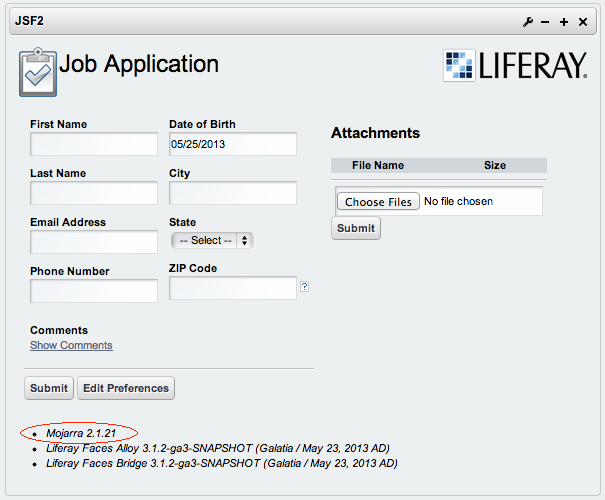 JSF2
Job Application
LIFERAY.
First Name
Date of Birth
05/25/2013
Last Name
City
Email Address
State
-- Select --
Phone Number
ZIP Code
?
Comments
Show Comments
Submit
Edit Preferences
Attachments
File Name
Size
Choose Files No file chosen
Submit
Mojarra 2.1.21
Liferay Faces Alloy 3.1.2-ga3-SNAPSHOT (Galatia / May 23, 2013 AD)
Liferay Faces Bridge 3.1.2-ga3-SNAPSHOT (Galatia / May 23, 2013 AD)